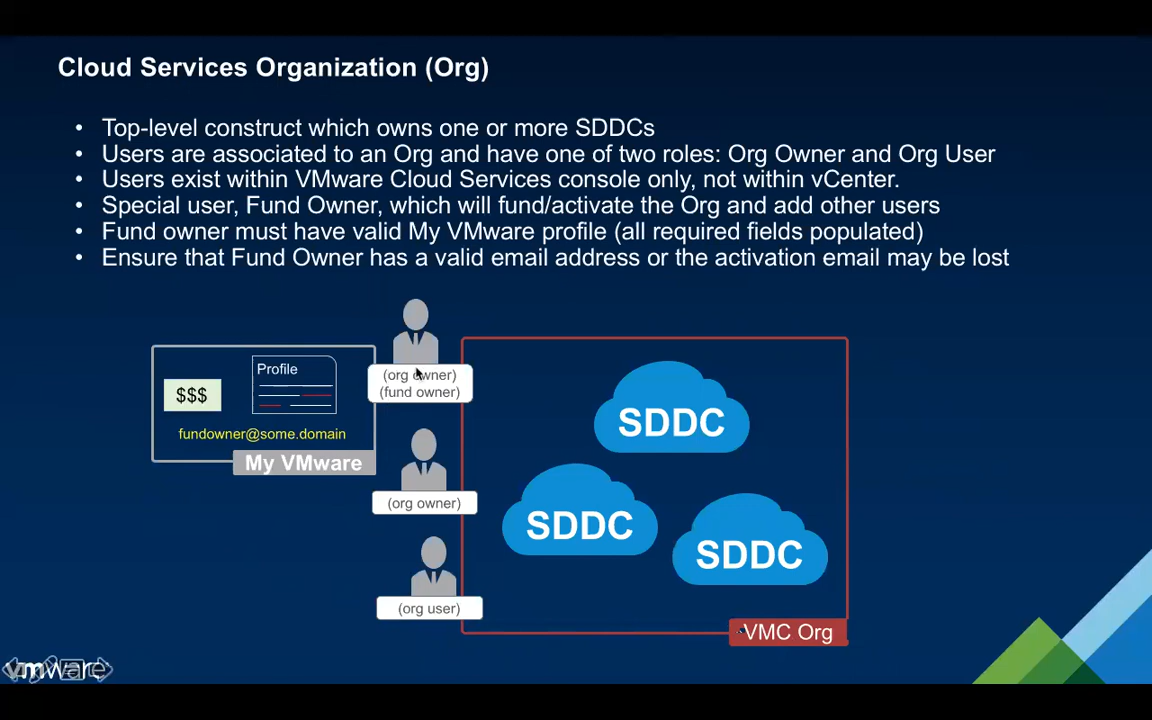 Cloud Services Organization (Org)
• Top-level construct which owns one or more SDDCs
• Users are associated to an Org and have one of two roles: Org Owner and Org User
• Users exist within VMware Cloud Services console only, not within vCenter.
• Special user, Fund Owner, which will fund/activate the Org and add other users
• Fund owner must have valid My VMware profile (all required fields populated)
• Ensure that Fund Owner has a valid email address or the activation email may be lost
$$$
Profile
fundowner@some.domain
My VMware
(org owner)
(fund owner)
(org owner)
(org user)
SDDC
SDDC
SDDC
VMC Org
vmware